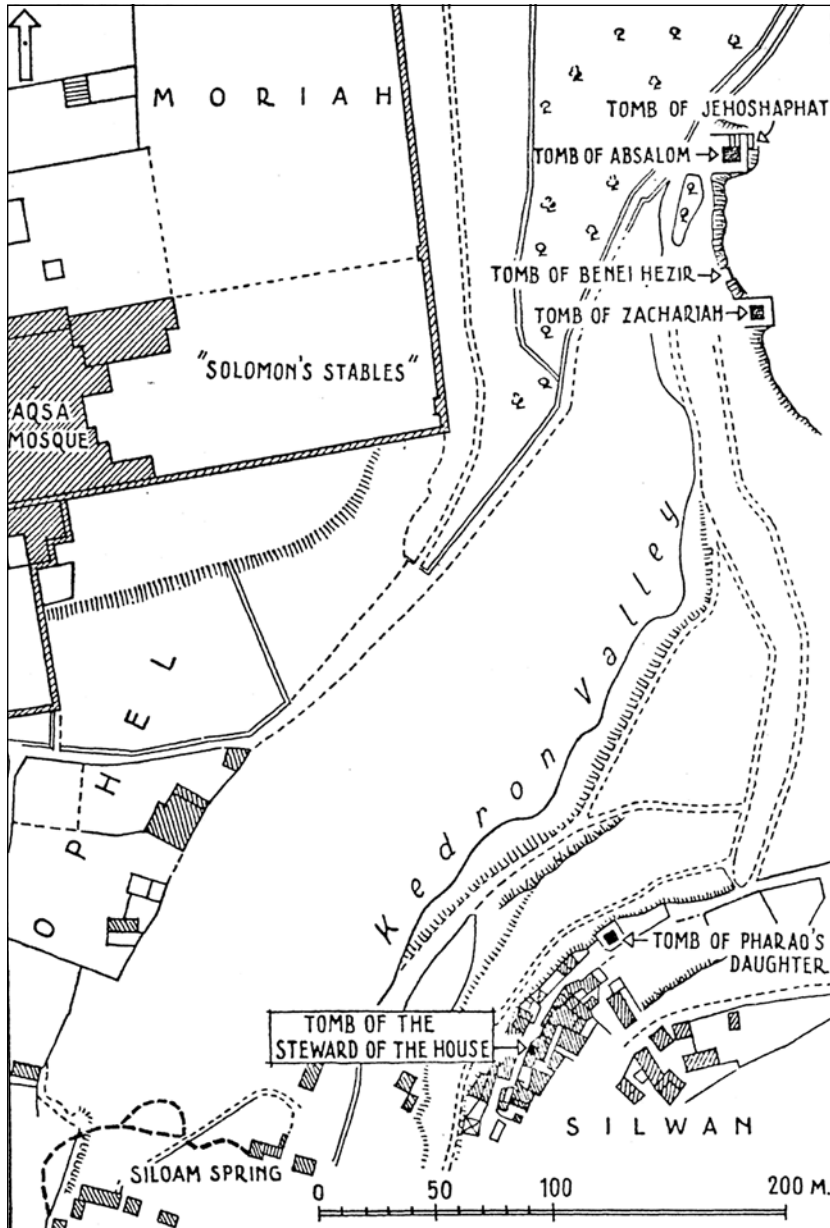 MORIAH
TOMB OF JEHOSHAPHAT
TOMB OF ABSALOM
TOMB OF BENEI HEZIR
TOMB OF ZACHARIAH
"SOLOMON'S STABLES"
AQSA
MOSQUE
OPHEL
Kedron Valley
TOMB OF PHARAO'S
DAUGHTER
TOMB OF THE
STEWARD OF THE HOUSE
SILWAN
SILOAM SPRING
0 50 100 200 M.